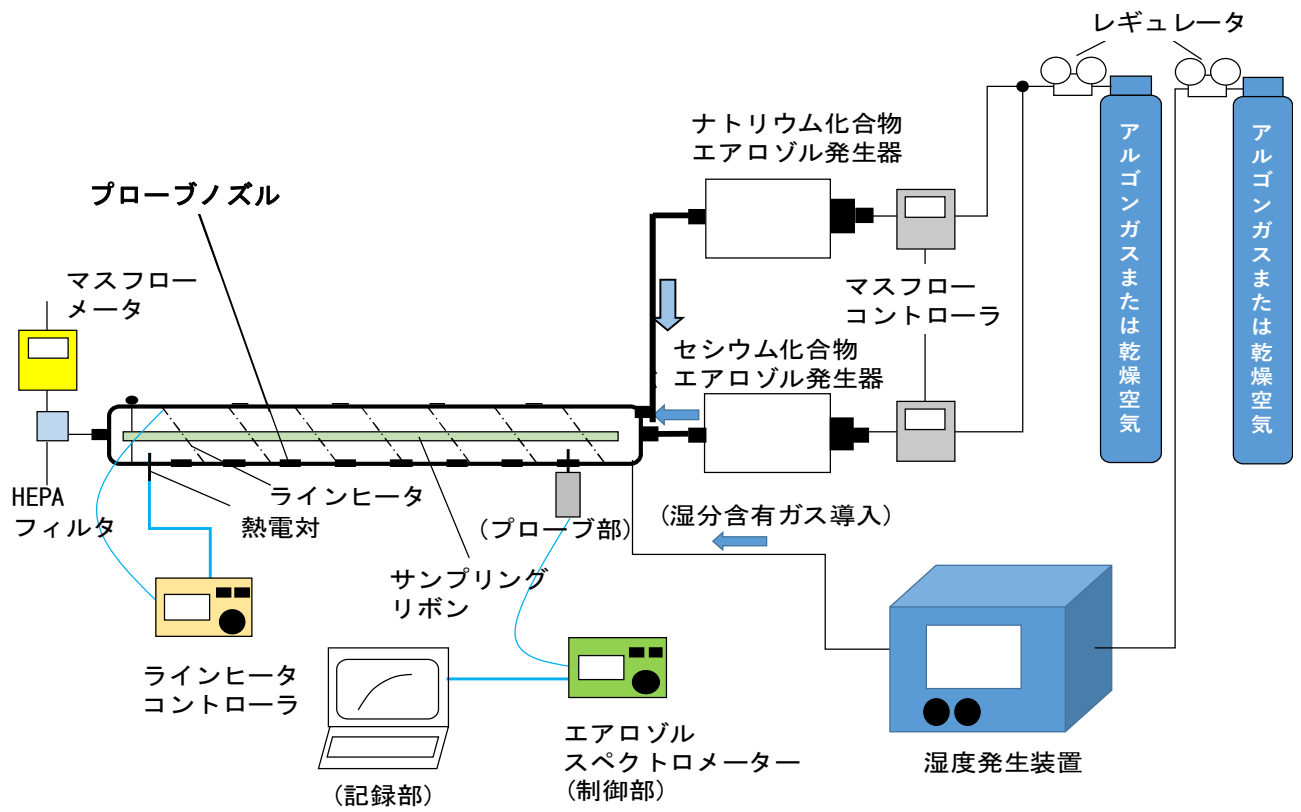 レギュレータ
ナトリウム化合物
エアロゾル発生器
アルゴンガスまたは乾燥空気
アルゴンガスまたは乾燥空気
プローブノズル
マスフロー
メータ
マスフロー
コントローラ
セシウム化合物
エアロゾル発生器
HEPA
フィルタ
ラインヒータ
熱電対
(プローブ部)
(湿分含有ガス導入)
サンプリング
リボン
ラインヒータ
コントローラ
エアロゾル
スペクトロメーター
(制御部)
湿度発生装置
(記録部)